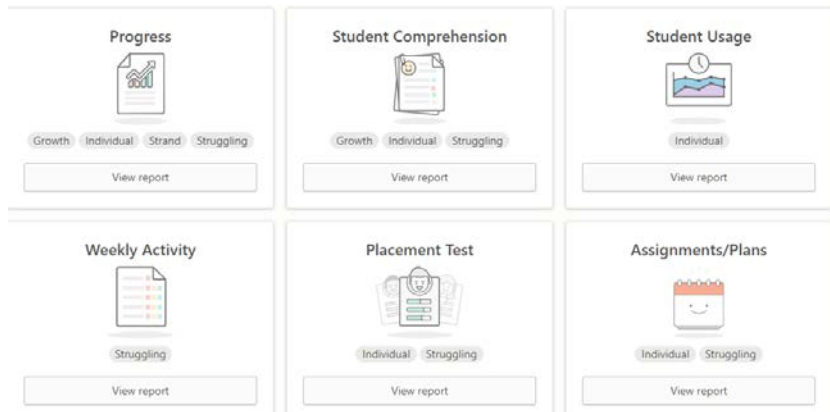 Progress
Student Comprehension
Student Usage
Growth Individual Strand Struggling
Growth Individual Struggling
Individual
View report
View report
View report
Weekly Activity
Placement Test
Assignments/Plans
Struggling
Individual Struggling
Individual Struggling
View report
View report
View report